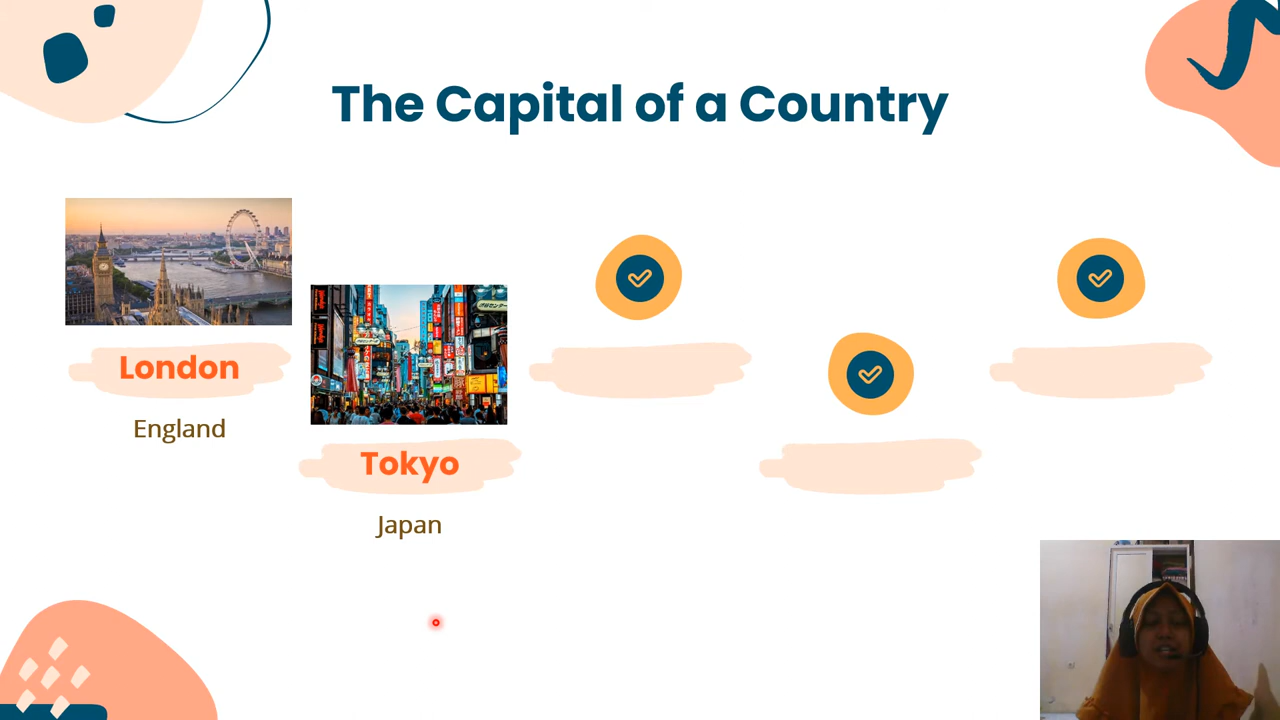 The Capital of a Country
London
England
Tokyo
Japan